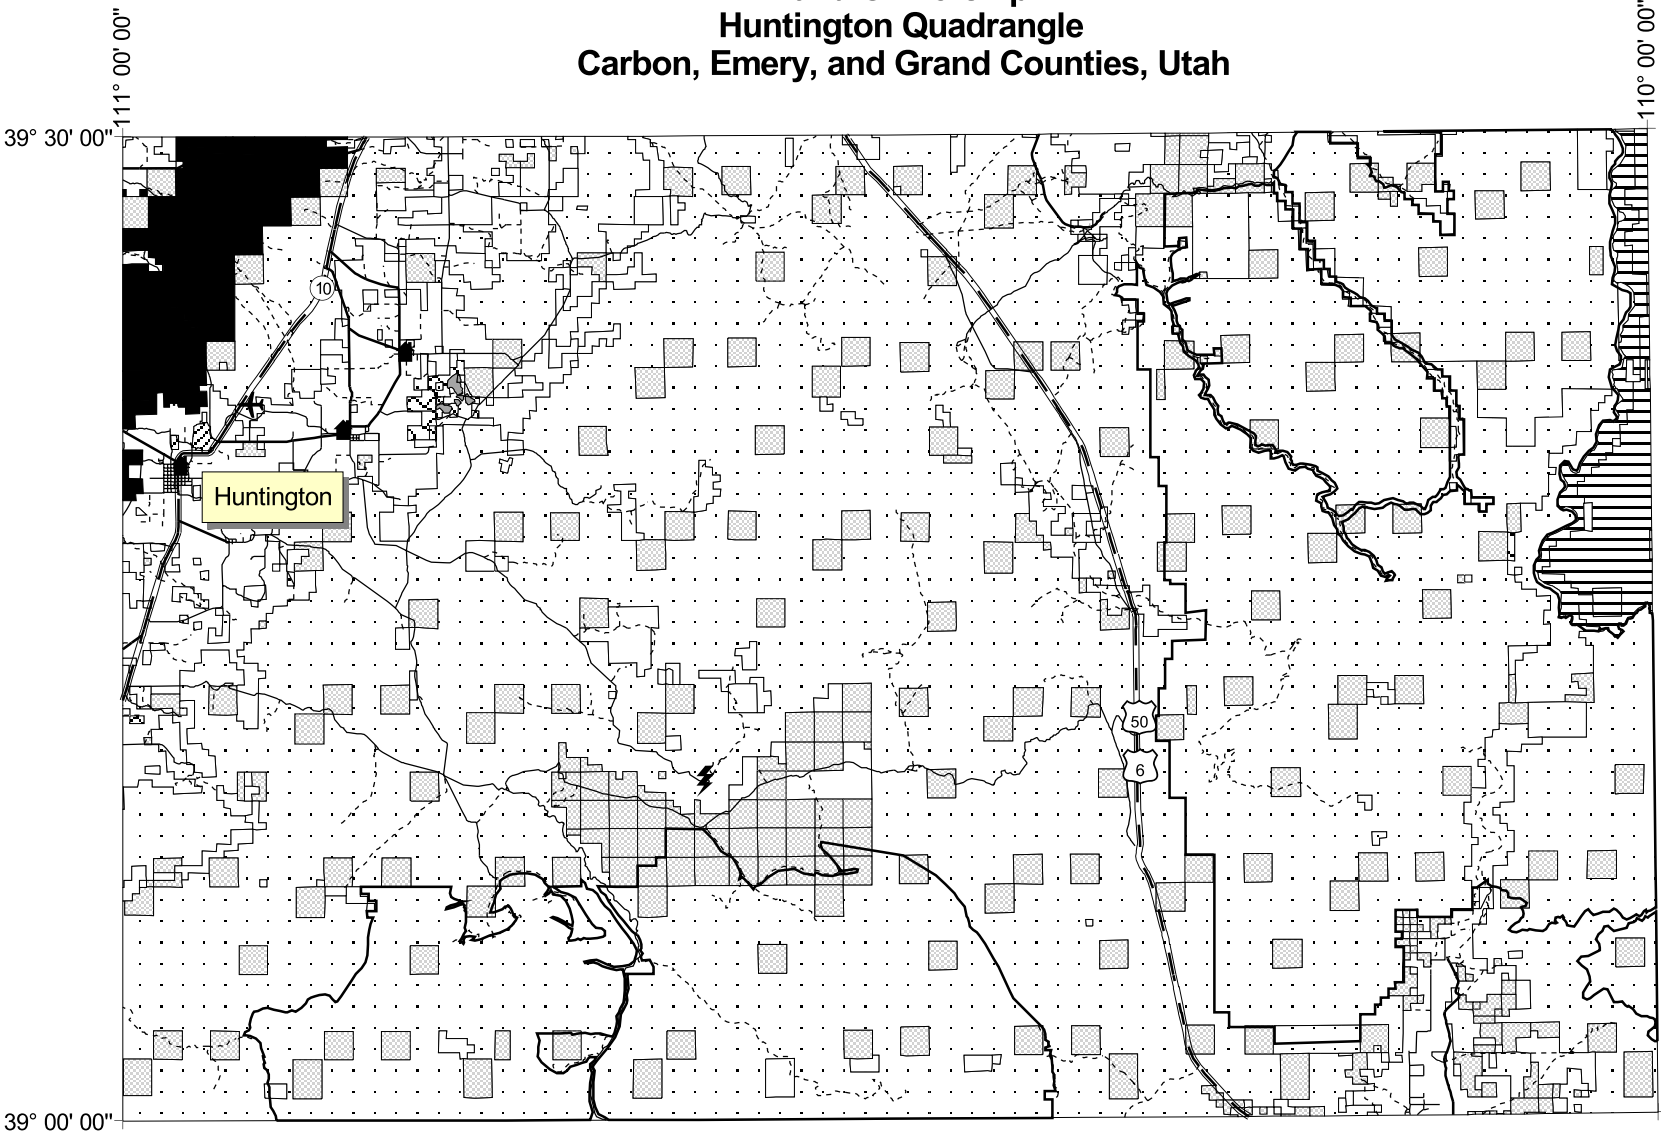 Huntington Quadrangle
Carbon, Emery, and Grand Counties, Utah
111° 00' 00"
110° 00' 00"
39° 30' 00"
10
Huntington
50
6
39° 00' 00"